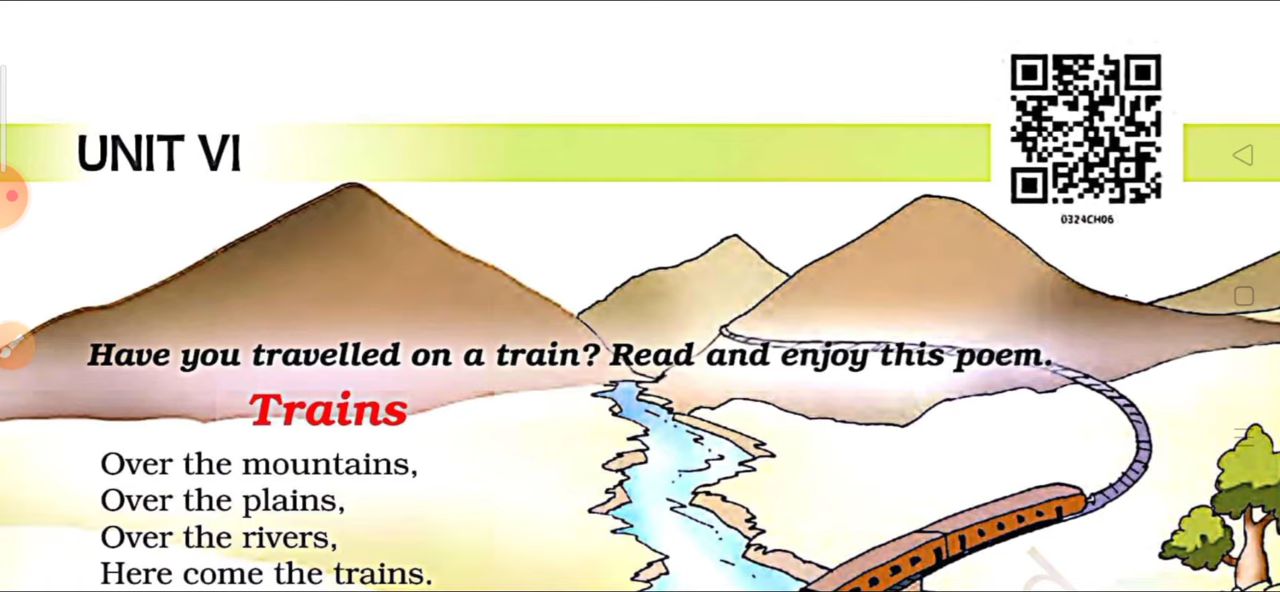 UNIT VI
0324CH06
Have you travelled on a train? Read and enjoy this poem.
Trains
Over the mountains,
Over the plains,
Over the rivers,
Here come the trains.